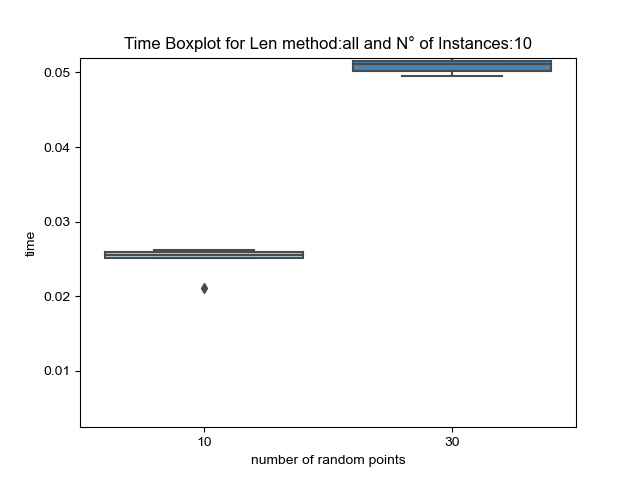 Time Boxplot for Len method:all and N° of Instances:10
0.05
0.04
0.03
0.02
0.01
time
10 30
number of random points